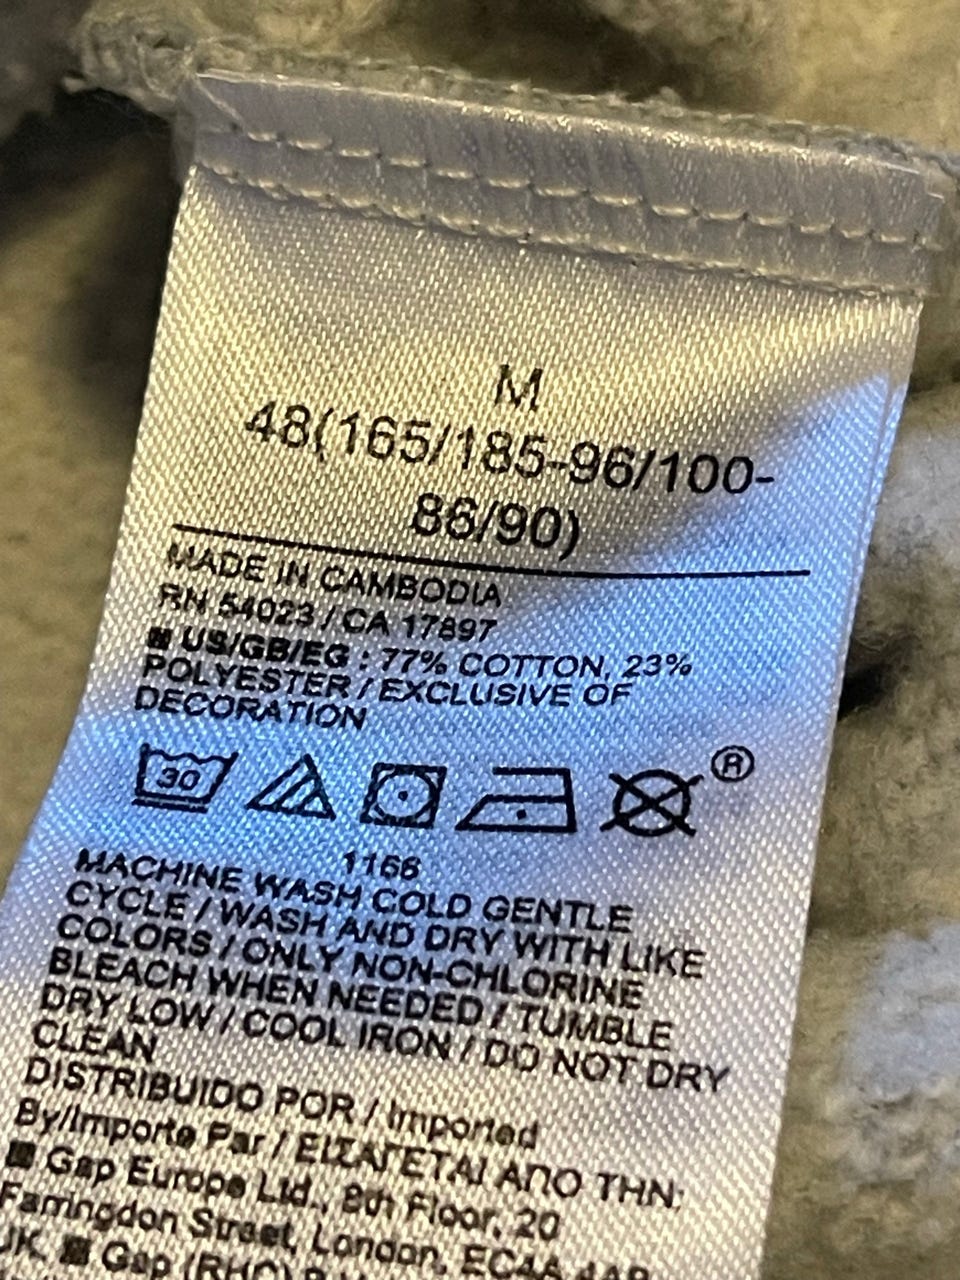 M
48(165/185-96/100-
86/90)
MADE IN CAMBODIA
RN 54023 / CA 17897
US/GB/EG : 77% COTTON, 23%
POLYESTER / EXCLUSIVE OF
DECORATION
30
®
1166
MACHINE WASH COLD GENTLE
CYCLE / WASH AND DRY WITH LIKE
COLORS / ONLY NON-CHLORINE
BLEACH WHEN NEEDED / TUMBLE
DRY LOW / COOL IRON / DO NOT DRY
CLEAN
DISTRIBUIDO POR / Imported
By/Importe Par / ΕΙΣΑΓΕΤΑΙ ΑΠΟ ΤΗΝ:
Gap Europe Ltd., 8th Floor, 20
Farringdon Street, London, EC4A 4AB
UK, Gap (RHC)